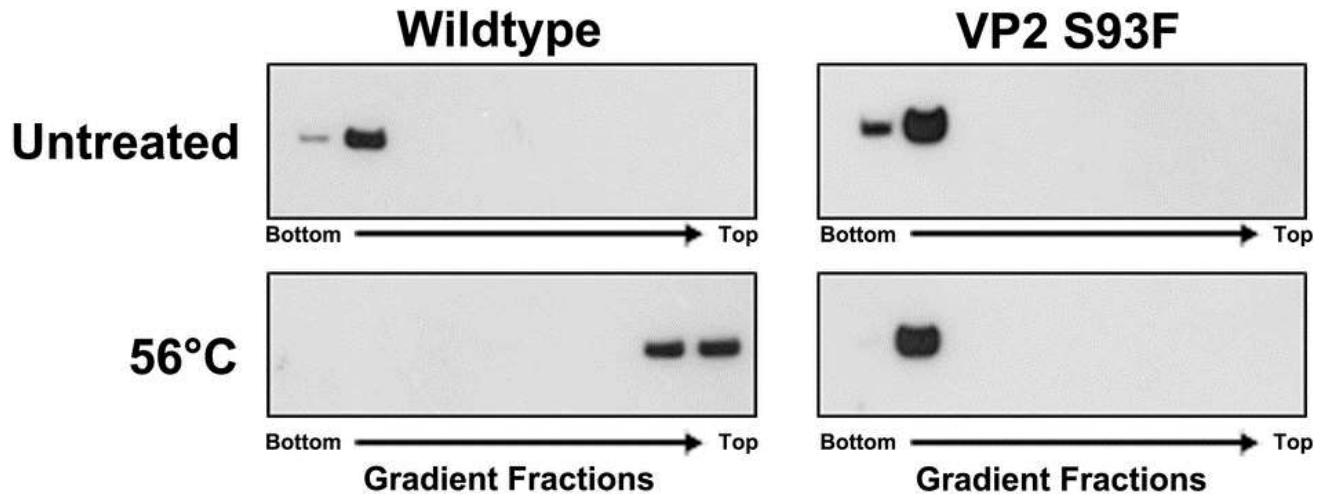 Wildtype
VP2 S93F
Untreated
Bottom Top
Bottom Top
56°C
Bottom Top
Bottom Top
Gradient Fractions
Gradient Fractions